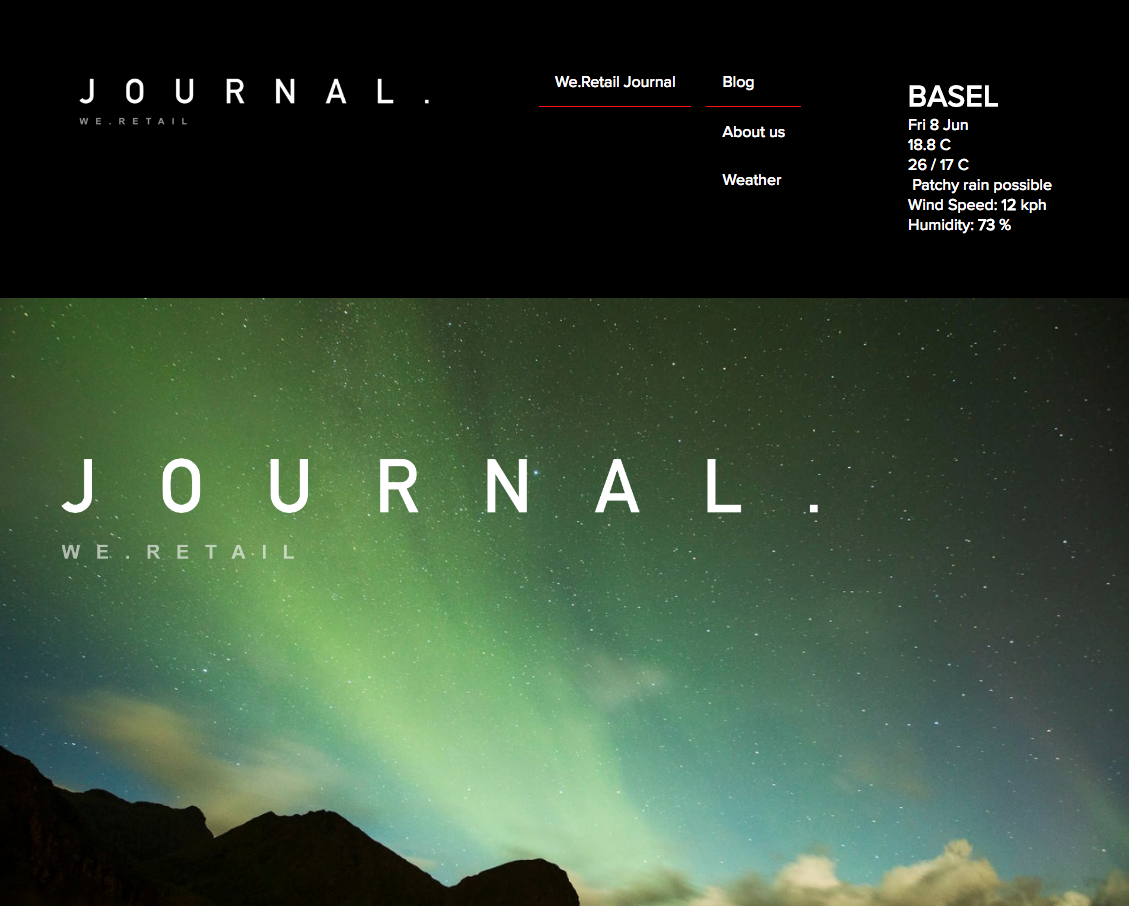 J O U R N A L .
WE.RETAIL
We.Retail Journal
Blog
About us
Weather
BASEL
Fri 8 Jun
18.8 C
26 / 17 C
Patchy rain possible
Wind Speed: 12 kph
Humidity: 73 %
J O U R N A L .
WE.RETAIL